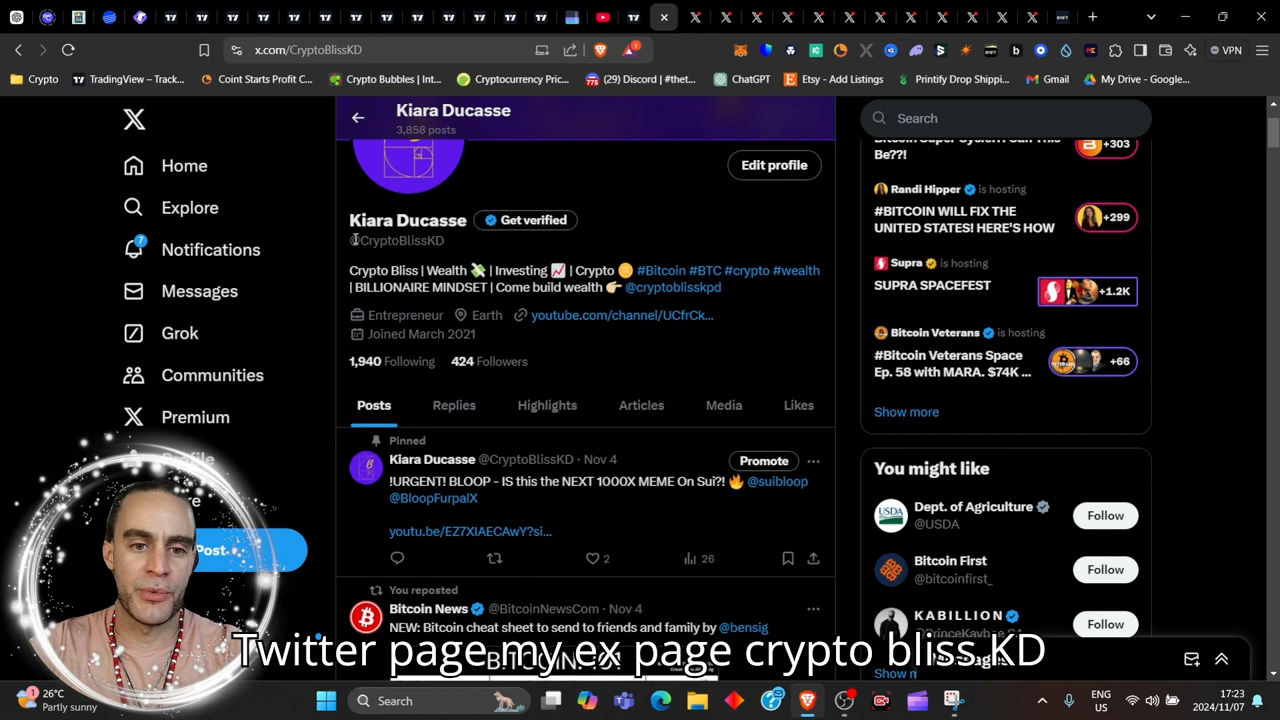 x.com/CryptoBlissKD
VPN
Crypto
TradingView – Track...
Coint Starts Profit C...
Crypto Bubbles | Int...
Cryptocurrency Pric...
(29) Discord | #thet...
ChatGPT
Etsy - Add Listings
Printify Drop Shippi...
Gmail
My Drive - Google...
Home
Explore
7
Notifications
Messages
Grok
Communities
Premium
Profile
Post
Kiara Ducasse
3,858 posts
Edit profile
Kiara Ducasse
Get verified
@CryptoBlissKD
Crypto Bliss | Wealth 💸 | Investing 📈 | Crypto 🪙 #Bitcoin #BTC #crypto #wealth
| BILLIONAIRE MINDSET | Come build wealth 👉 @cryptoblisskpd
Entrepreneur Earth youtube.com/channel/UCfrCk...
Joined March 2021
1,940 Following 424 Followers
Posts Replies Highlights Articles Media Likes
Pinned
Kiara Ducasse @CryptoBlissKD · Nov 4
Promote
!URGENT! BLOOP - IS this the NEXT 1000X MEME On Sui?! 🔥 @suibloop
@BloopFurpalX
youtu.be/EZ7XIAECAwY?si...
2
26
You reposted
Bitcoin News @BitcoinNewsCom · Nov 4
NEW: Bitcoin cheat sheet to send to friends and family by @bensig
Search
Be??!
+303
Randi Hipper is hosting
#BITCOIN WILL FIX THE
UNITED STATES! HERE'S HOW
+299
Supra is hosting
SUPRA SPACEFEST
+1.2K
Bitcoin Veterans is hosting
#Bitcoin Veterans Space
Ep. 58 with MARA. $74K ...
+66
Show more
You might like
Dept. of Agriculture
@USDA
Follow
Bitcoin First
@bitcoinfirst_
Follow
KABILLION
Follow
Twitter page my ex page crypto bliss KD
1
26°C
Partly sunny
Search
ENG
US
17:23
2024/11/07